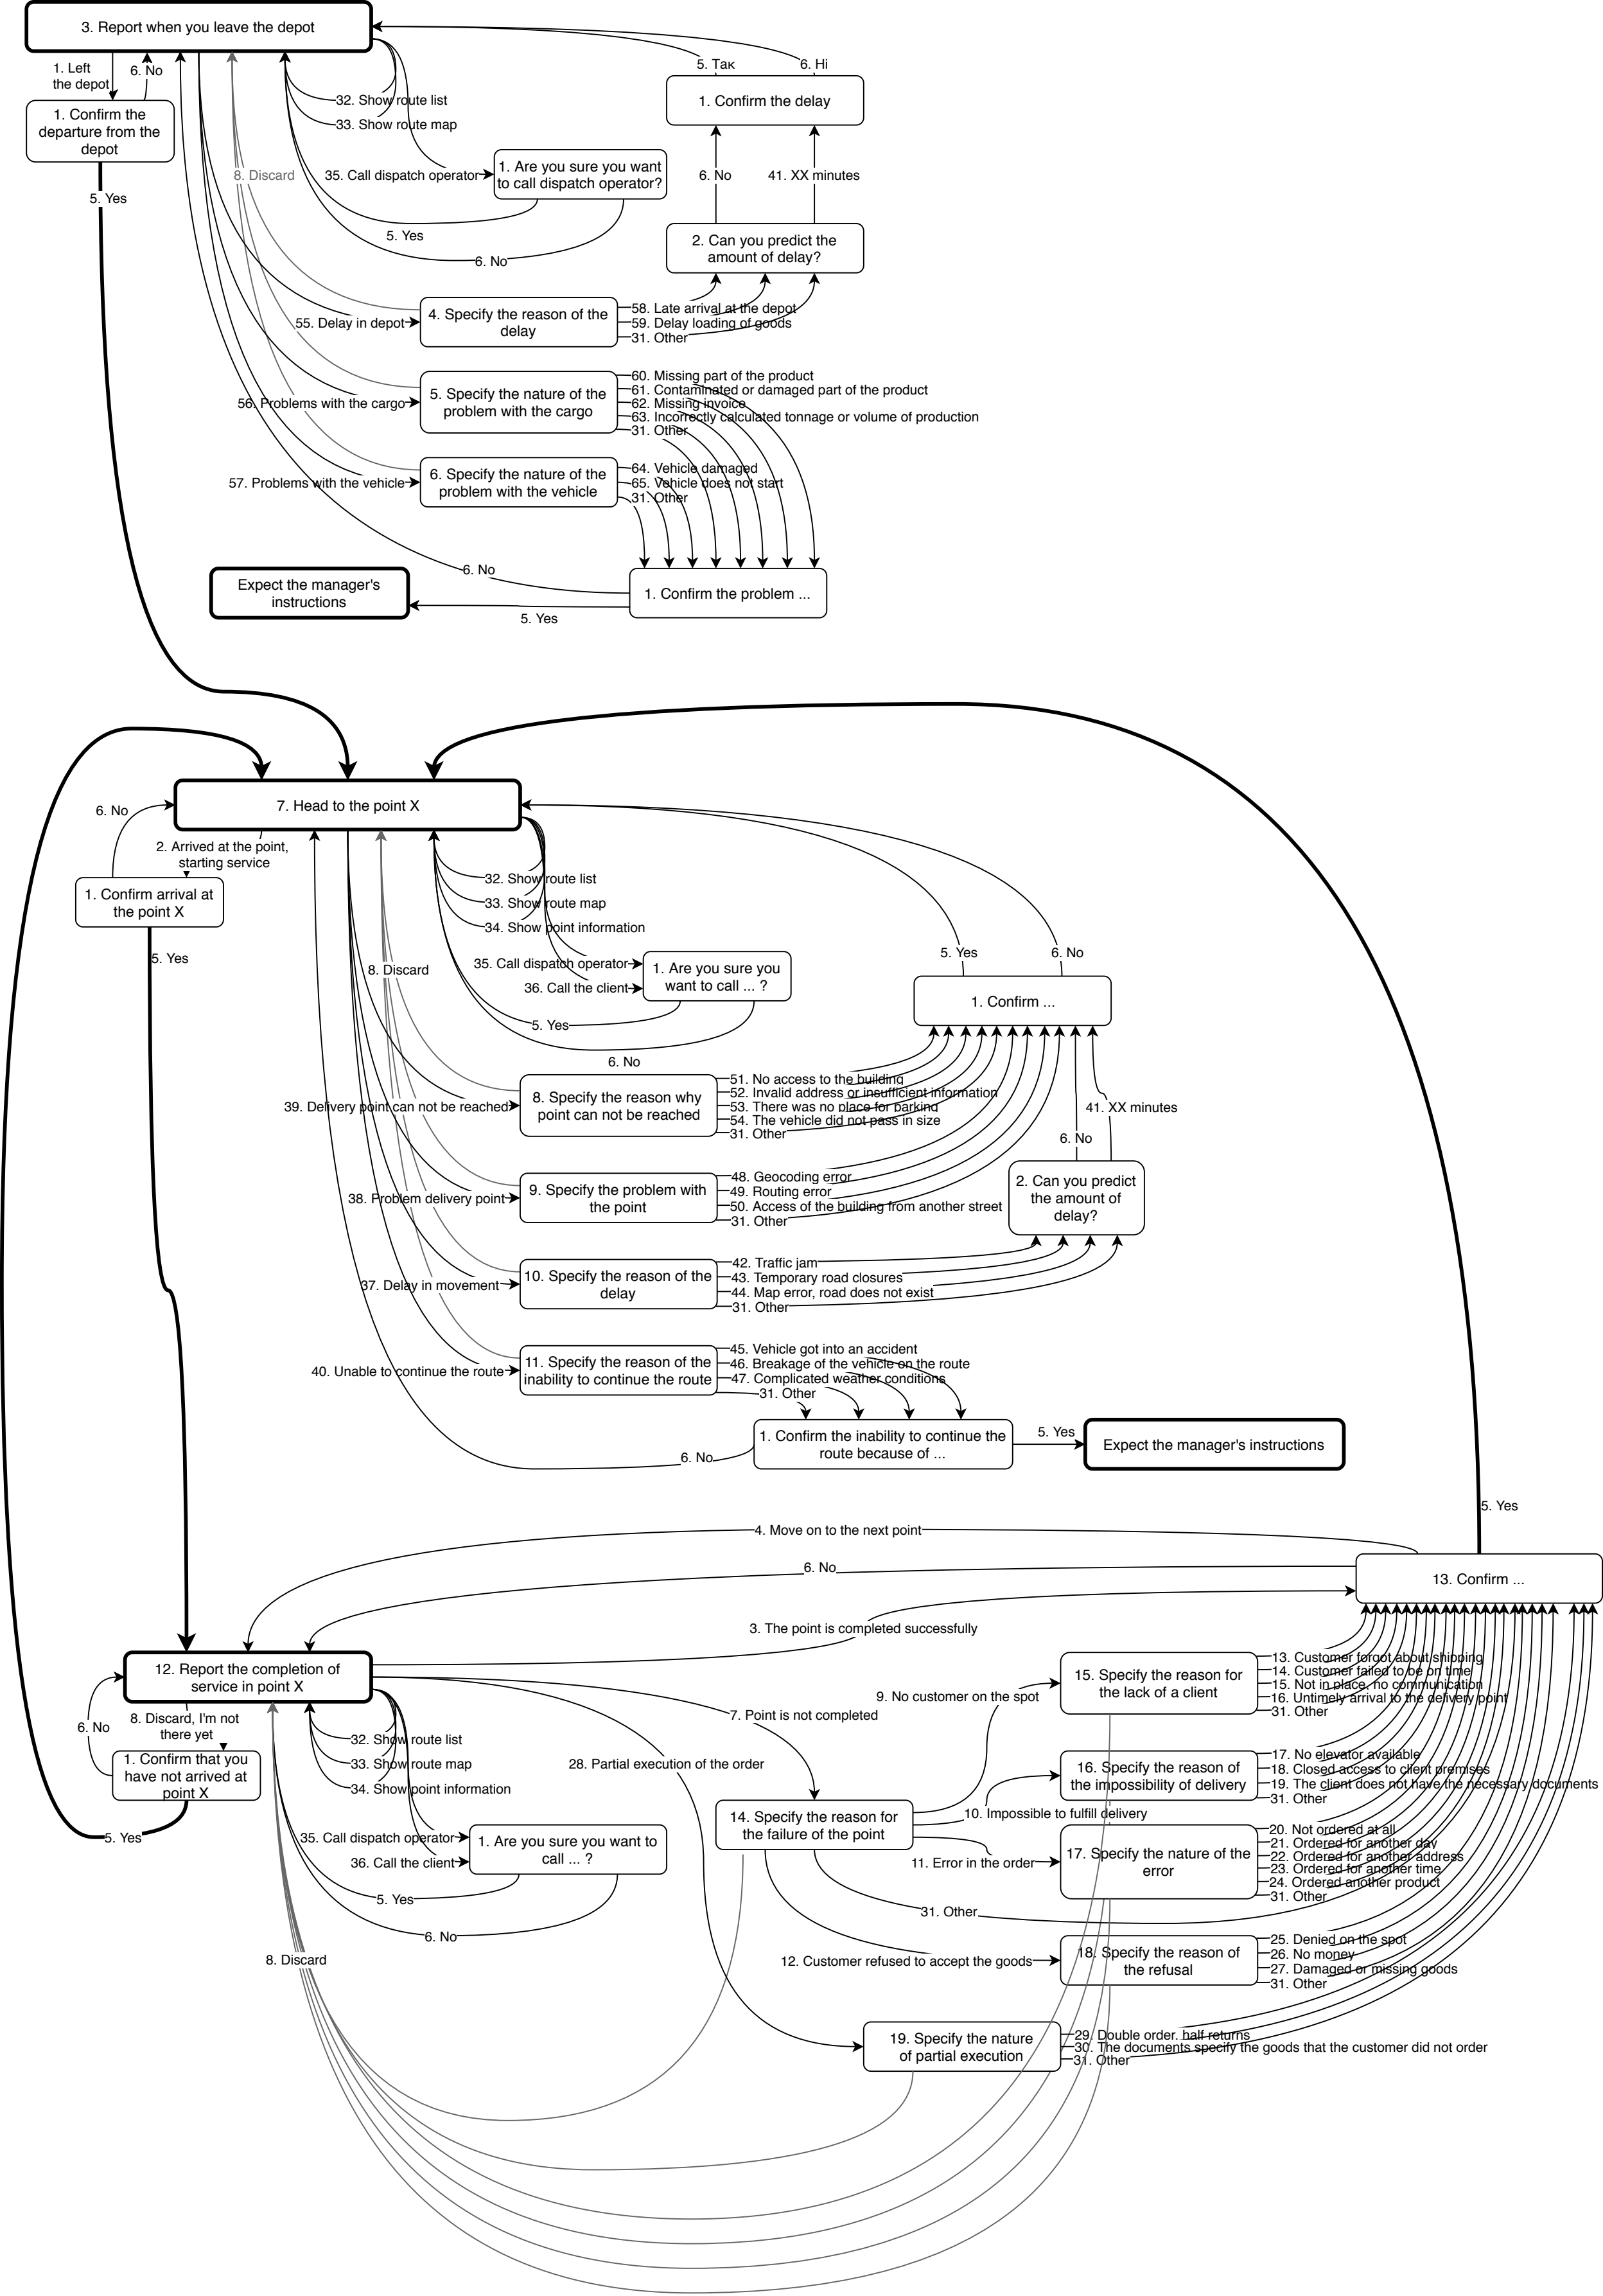 3. Report when you leave the depot
1. Left
the depot
6. No
5. Так
6. Ні
32. Show route list
33. Show route map
1. Confirm the delay
1. Confirm the
departure from the
depot
5. Yes
8. Discard
35. Call dispatch operator
1. Are you sure you want
to call dispatch operator?
6. No
41. XX minutes
5. Yes
6. No
2. Can you predict the
amount of delay?
55. Delay in depot
4. Specify the reason of the
delay
58. Late arrival at the depot
59. Delay loading of goods
31. Other
56. Problems with the cargo
5. Specify the nature of the
problem with the cargo
60. Missing part of the product
61. Contaminated or damaged part of the product
62. Missing invoice
63. Incorrectly calculated tonnage or volume of production
31. Other
57. Problems with the vehicle
6. Specify the nature of the
problem with the vehicle
64. Vehicle damaged
65. Vehicle does not start
31. Other
6. No
Expect the manager's
instructions
5. Yes
1. Confirm the problem ...
7. Head to the point X
6. No
2. Arrived at the point,
starting service
1. Confirm arrival at
the point X
5. Yes
32. Show route list
33. Show route map
34. Show point information
8. Discard
35. Call dispatch operator
36. Call the client
1. Are you sure you
want to call ... ?
5. Yes
6. No
5. Yes
6. No
1. Confirm ...
39. Delivery point can not be reached
8. Specify the reason why
point can not be reached
51. No access to the building
52. Invalid address or insufficient information
53. There was no place for parking
54. The vehicle did not pass in size
31. Other
41. XX minutes
6. No
38. Problem delivery point
9. Specify the problem with
the point
48. Geocoding error
49. Routing error
50. Access of the building from another street
31. Other
2. Can you predict
the amount of
delay?
37. Delay in movement
10. Specify the reason of the
delay
42. Traffic jam
43. Temporary road closures
44. Map error, road does not exist
31. Other
40. Unable to continue the route
11. Specify the reason of the
inability to continue the route
45. Vehicle got into an accident
46. Breakage of the vehicle on the route
47. Complicated weather conditions
31. Other
6. No
1. Confirm the inability to continue the
route because of ...
5. Yes
Expect the manager's instructions
5. Yes
4. Move on to the next point
6. No
13. Confirm ...
3. The point is completed successfully
12. Report the completion of
service in point X
6. No
8. Discard, I'm not
there yet
1. Confirm that you
have not arrived at
point X
5. Yes
32. Show route list
33. Show route map
34. Show point information
35. Call dispatch operator
36. Call the client
1. Are you sure you want to
call ... ?
5. Yes
6. No
8. Discard
7. Point is not completed
28. Partial execution of the order
14. Specify the reason for
the failure of the point
9. No customer on the spot
10. Impossible to fulfill delivery
11. Error in the order
31. Other
12. Customer refused to accept the goods
15. Specify the reason for
the lack of a client
13. Customer forgot about shipping
14. Customer failed to be on time
15. Not in place, no communication
16. Untimely arrival to the delivery point
31. Other
16. Specify the reason of
the impossibility of delivery
17. No elevator available
18. Closed access to client premises
19. The client does not have the necessary documents
31. Other
17. Specify the nature of the
error
20. Not ordered at all
21. Ordered for another day
22. Ordered for another address
23. Ordered for another time
24. Ordered another product
31. Other
18. Specify the reason of
the refusal
25. Denied on the spot
26. No money
27. Damaged or missing goods
31. Other
19. Specify the nature
of partial execution
29. Double order, half returns
30. The documents specify the goods that the customer did not order
31. Other